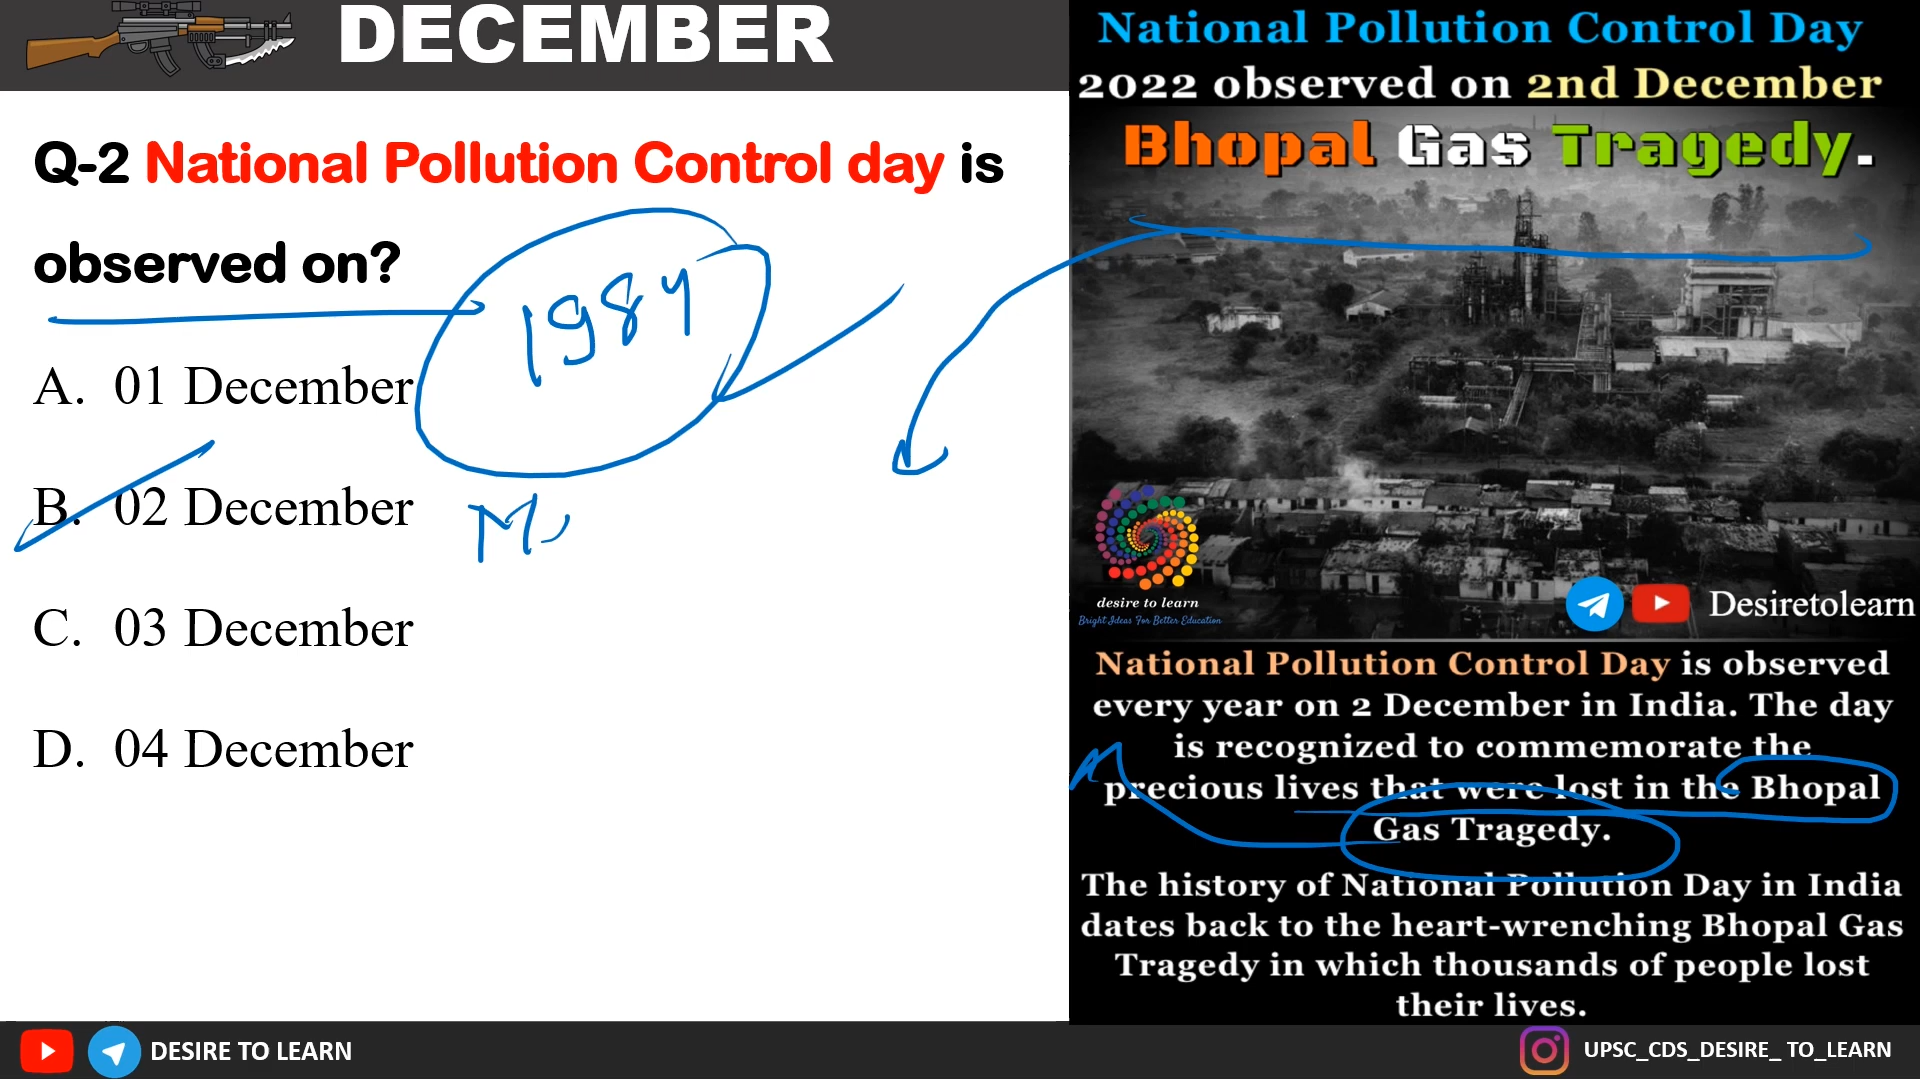 DECEMBER
Q-2 National Pollution Control day is
observed on?
1984
A. 01 December
B. 02 December
M
C. 03 December
D. 04 December
National Pollution Control Day
2022 observed on 2nd December
Bhopal Gas Tragedy.
desire to learn
Bright Ideas For Better Education
Desiretolearn
National Pollution Control Day is observed
every year on 2 December in India. The day
is recognized to commemorate the
precious lives that were lost in the Bhopal
Gas Tragedy.
The history of National Pollution Day in India
dates back to the heart-wrenching Bhopal Gas
Tragedy in which thousands of people lost
their lives.
DESIRE TO LEARN
UPSC_CDS_DESIRE_ TO_LEARN